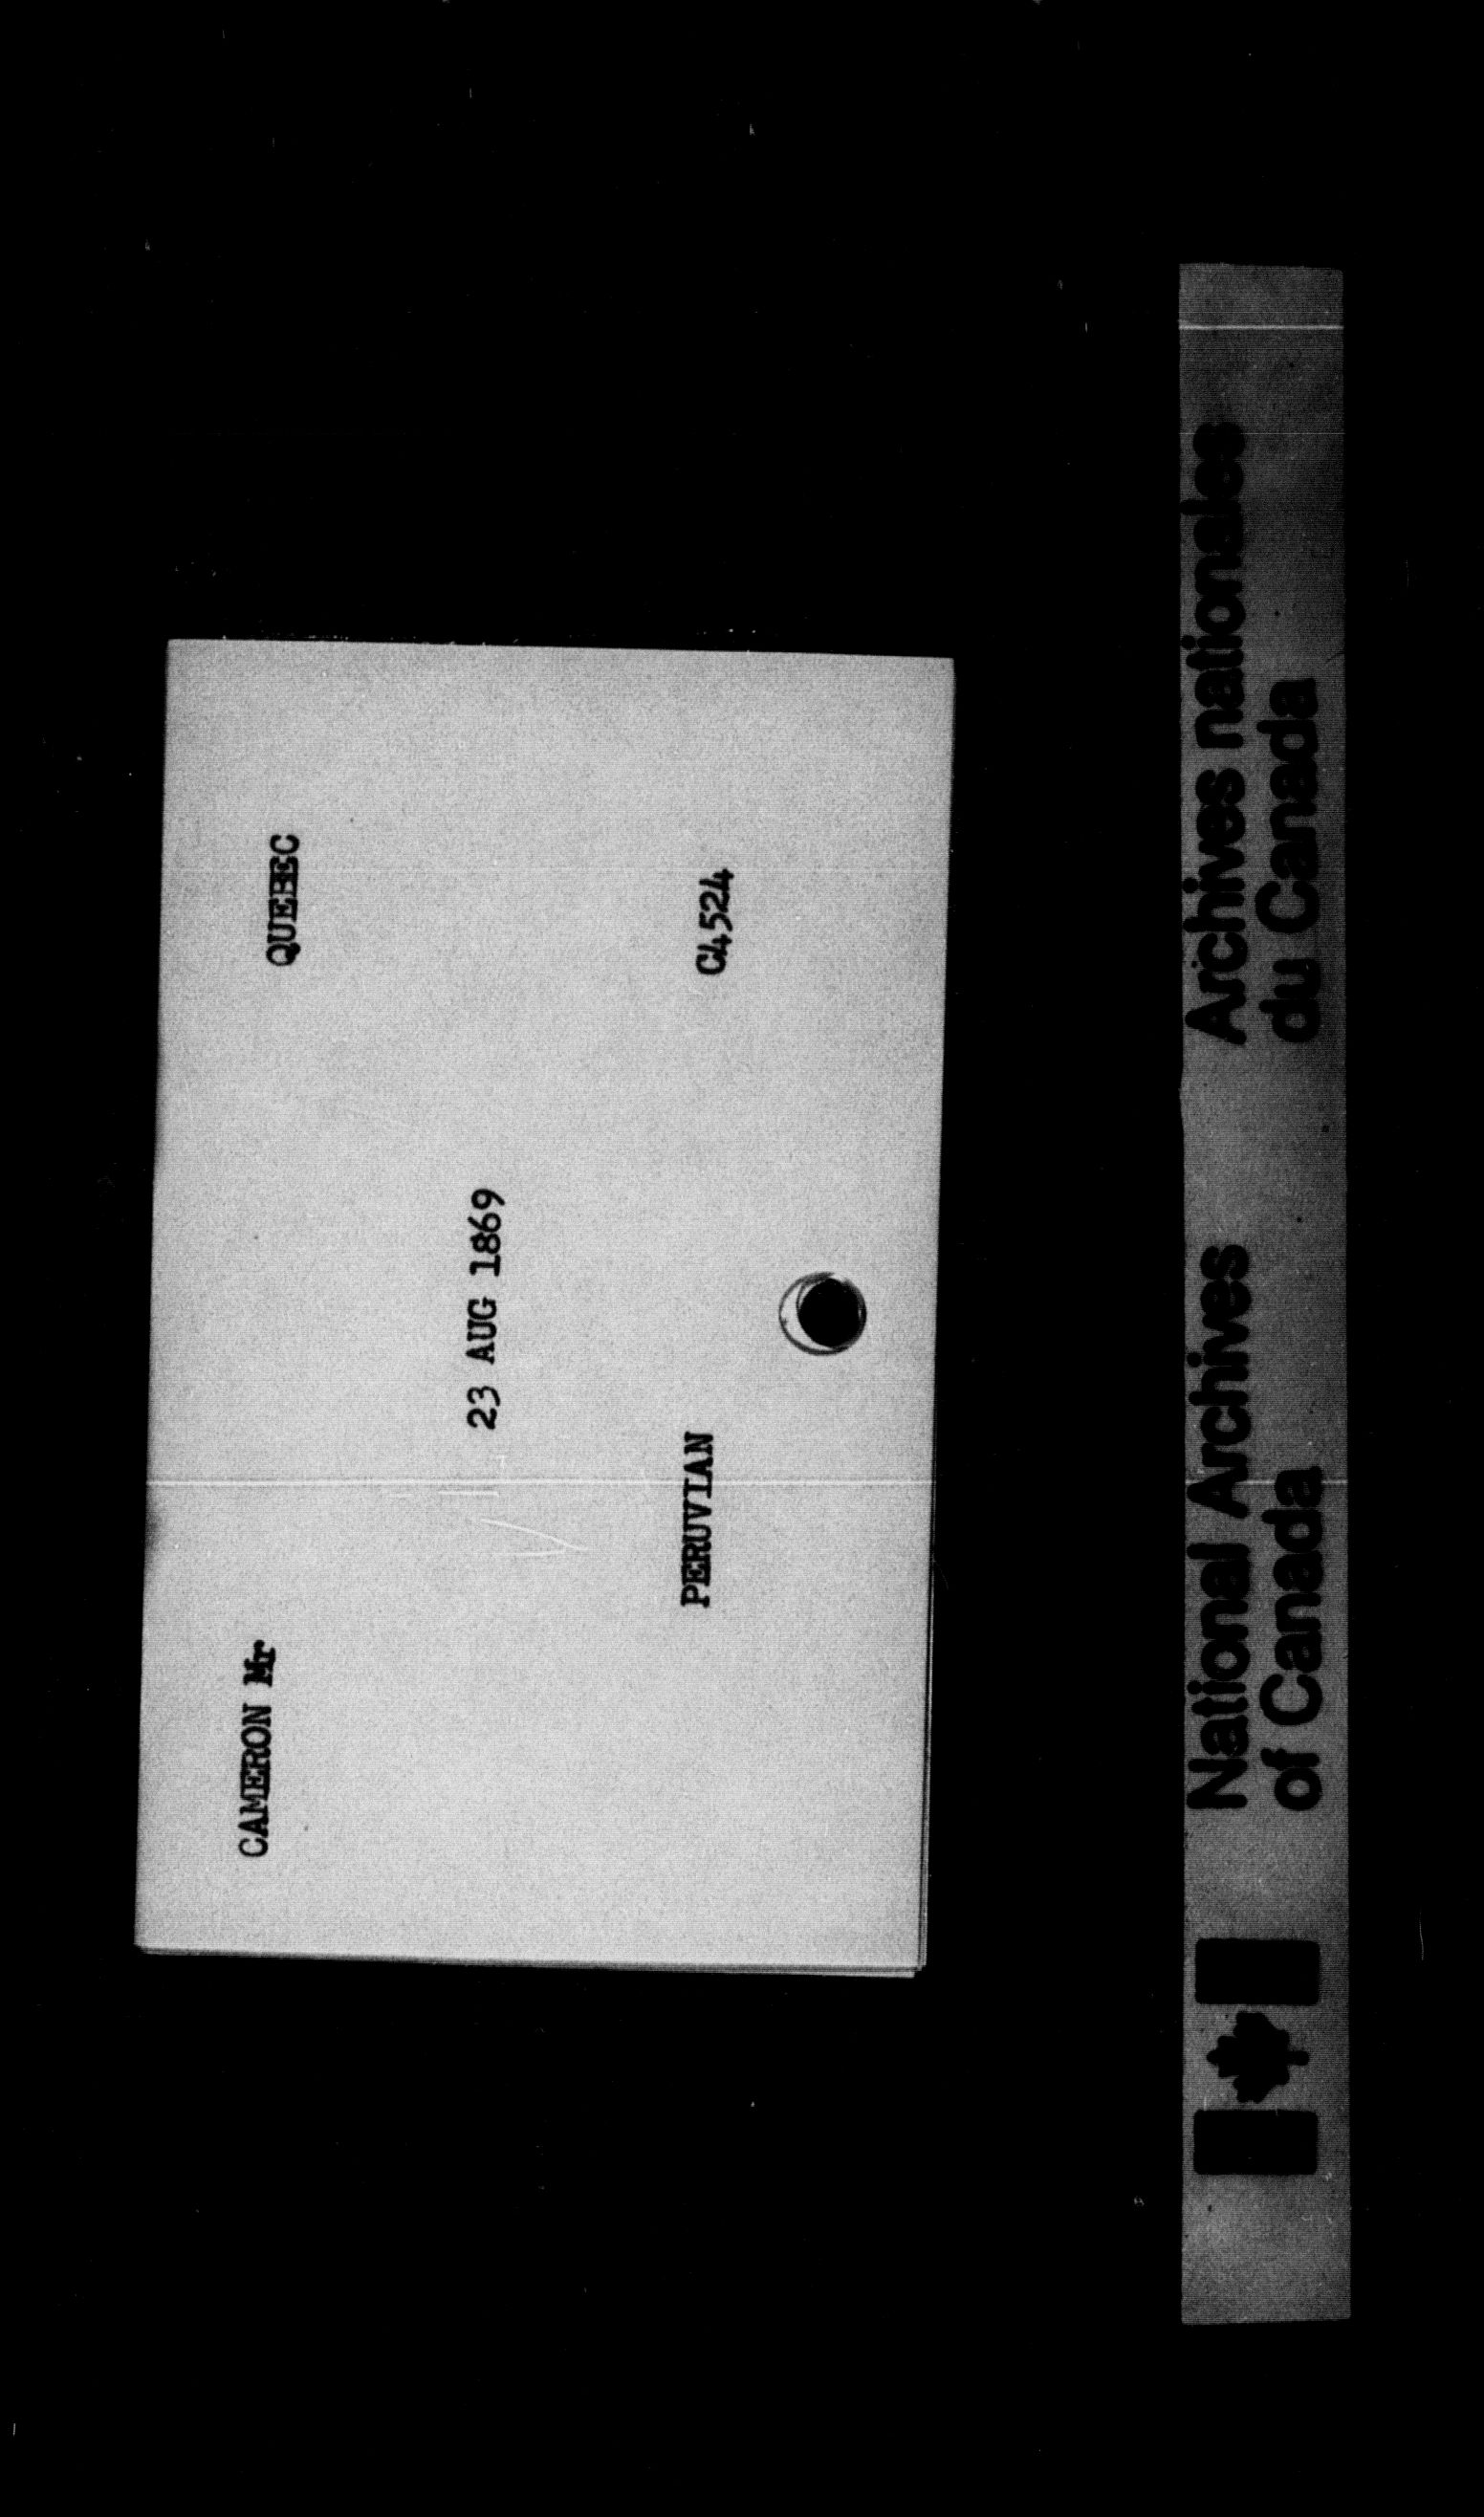 CAMERON Mr QUEBEC
23 AUG 1869
PERUVIAN C4524
National Archives
of Canada
Archives nationales
du Canada